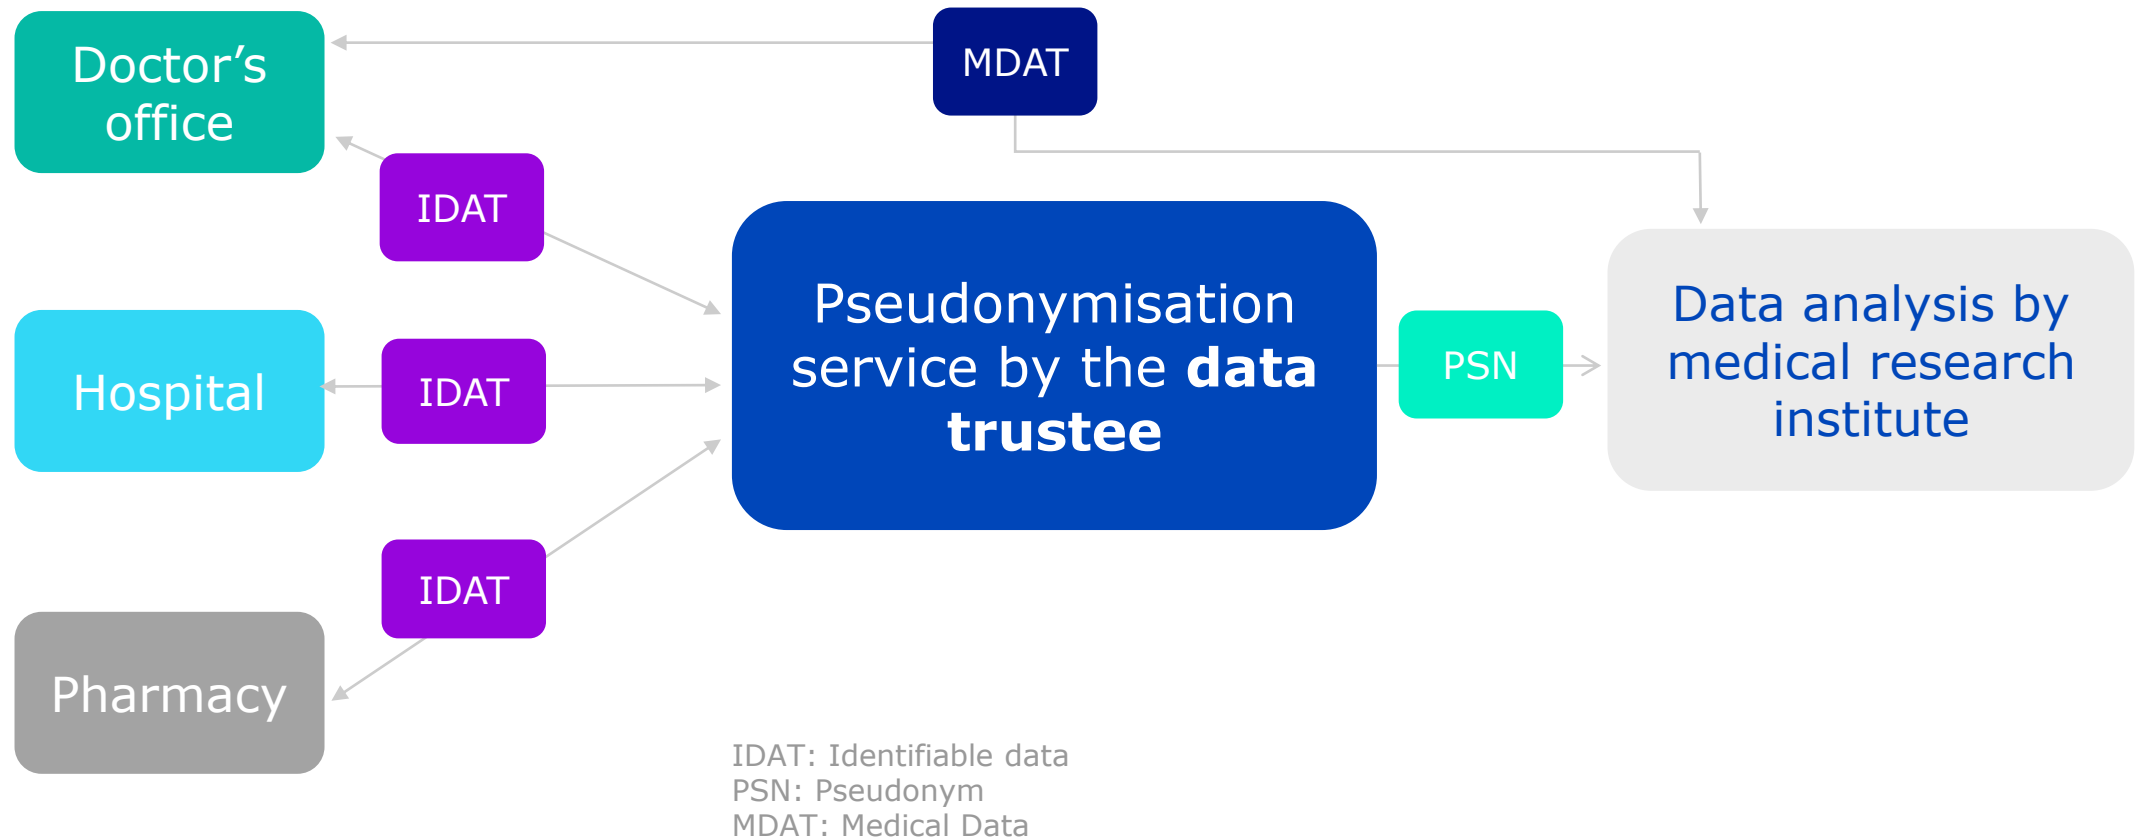 Doctor’s
office
MDAT
IDAT
Pseudonymisation
service by the data
trustee
PSN
Data analysis by
medical research
institute
Hospital
IDAT
IDAT
Pharmacy
IDAT: Identifiable data
PSN: Pseudonym
MDAT: Medical Data